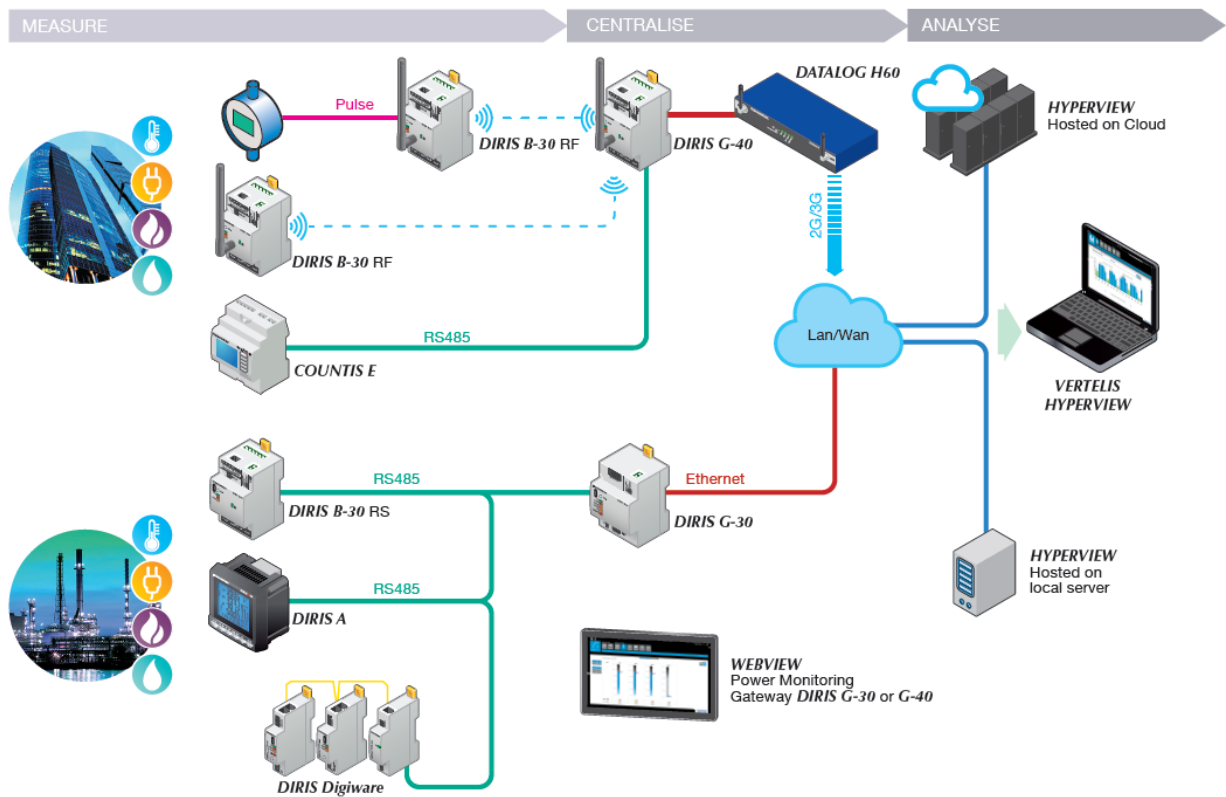 MEASURE
CENTRALISE
ANALYSE
Pulse
DIRIS B-30 RF
DIRIS G-40
DATALOG H60
HYPERVIEW
Hosted on Cloud
2G/3G
DIRIS B-30 RF
RS485
COUNTIS E
Lan/Wan
VERTELIS
HYPERVIEW
RS485
DIRIS B-30 RS
Ethernet
DIRIS G-30
RS485
DIRIS A
HYPERVIEW
Hosted on
local server
WEBVIEW
Power Monitoring
Gateway DIRIS G-30 or G-40
DIRIS Digiware